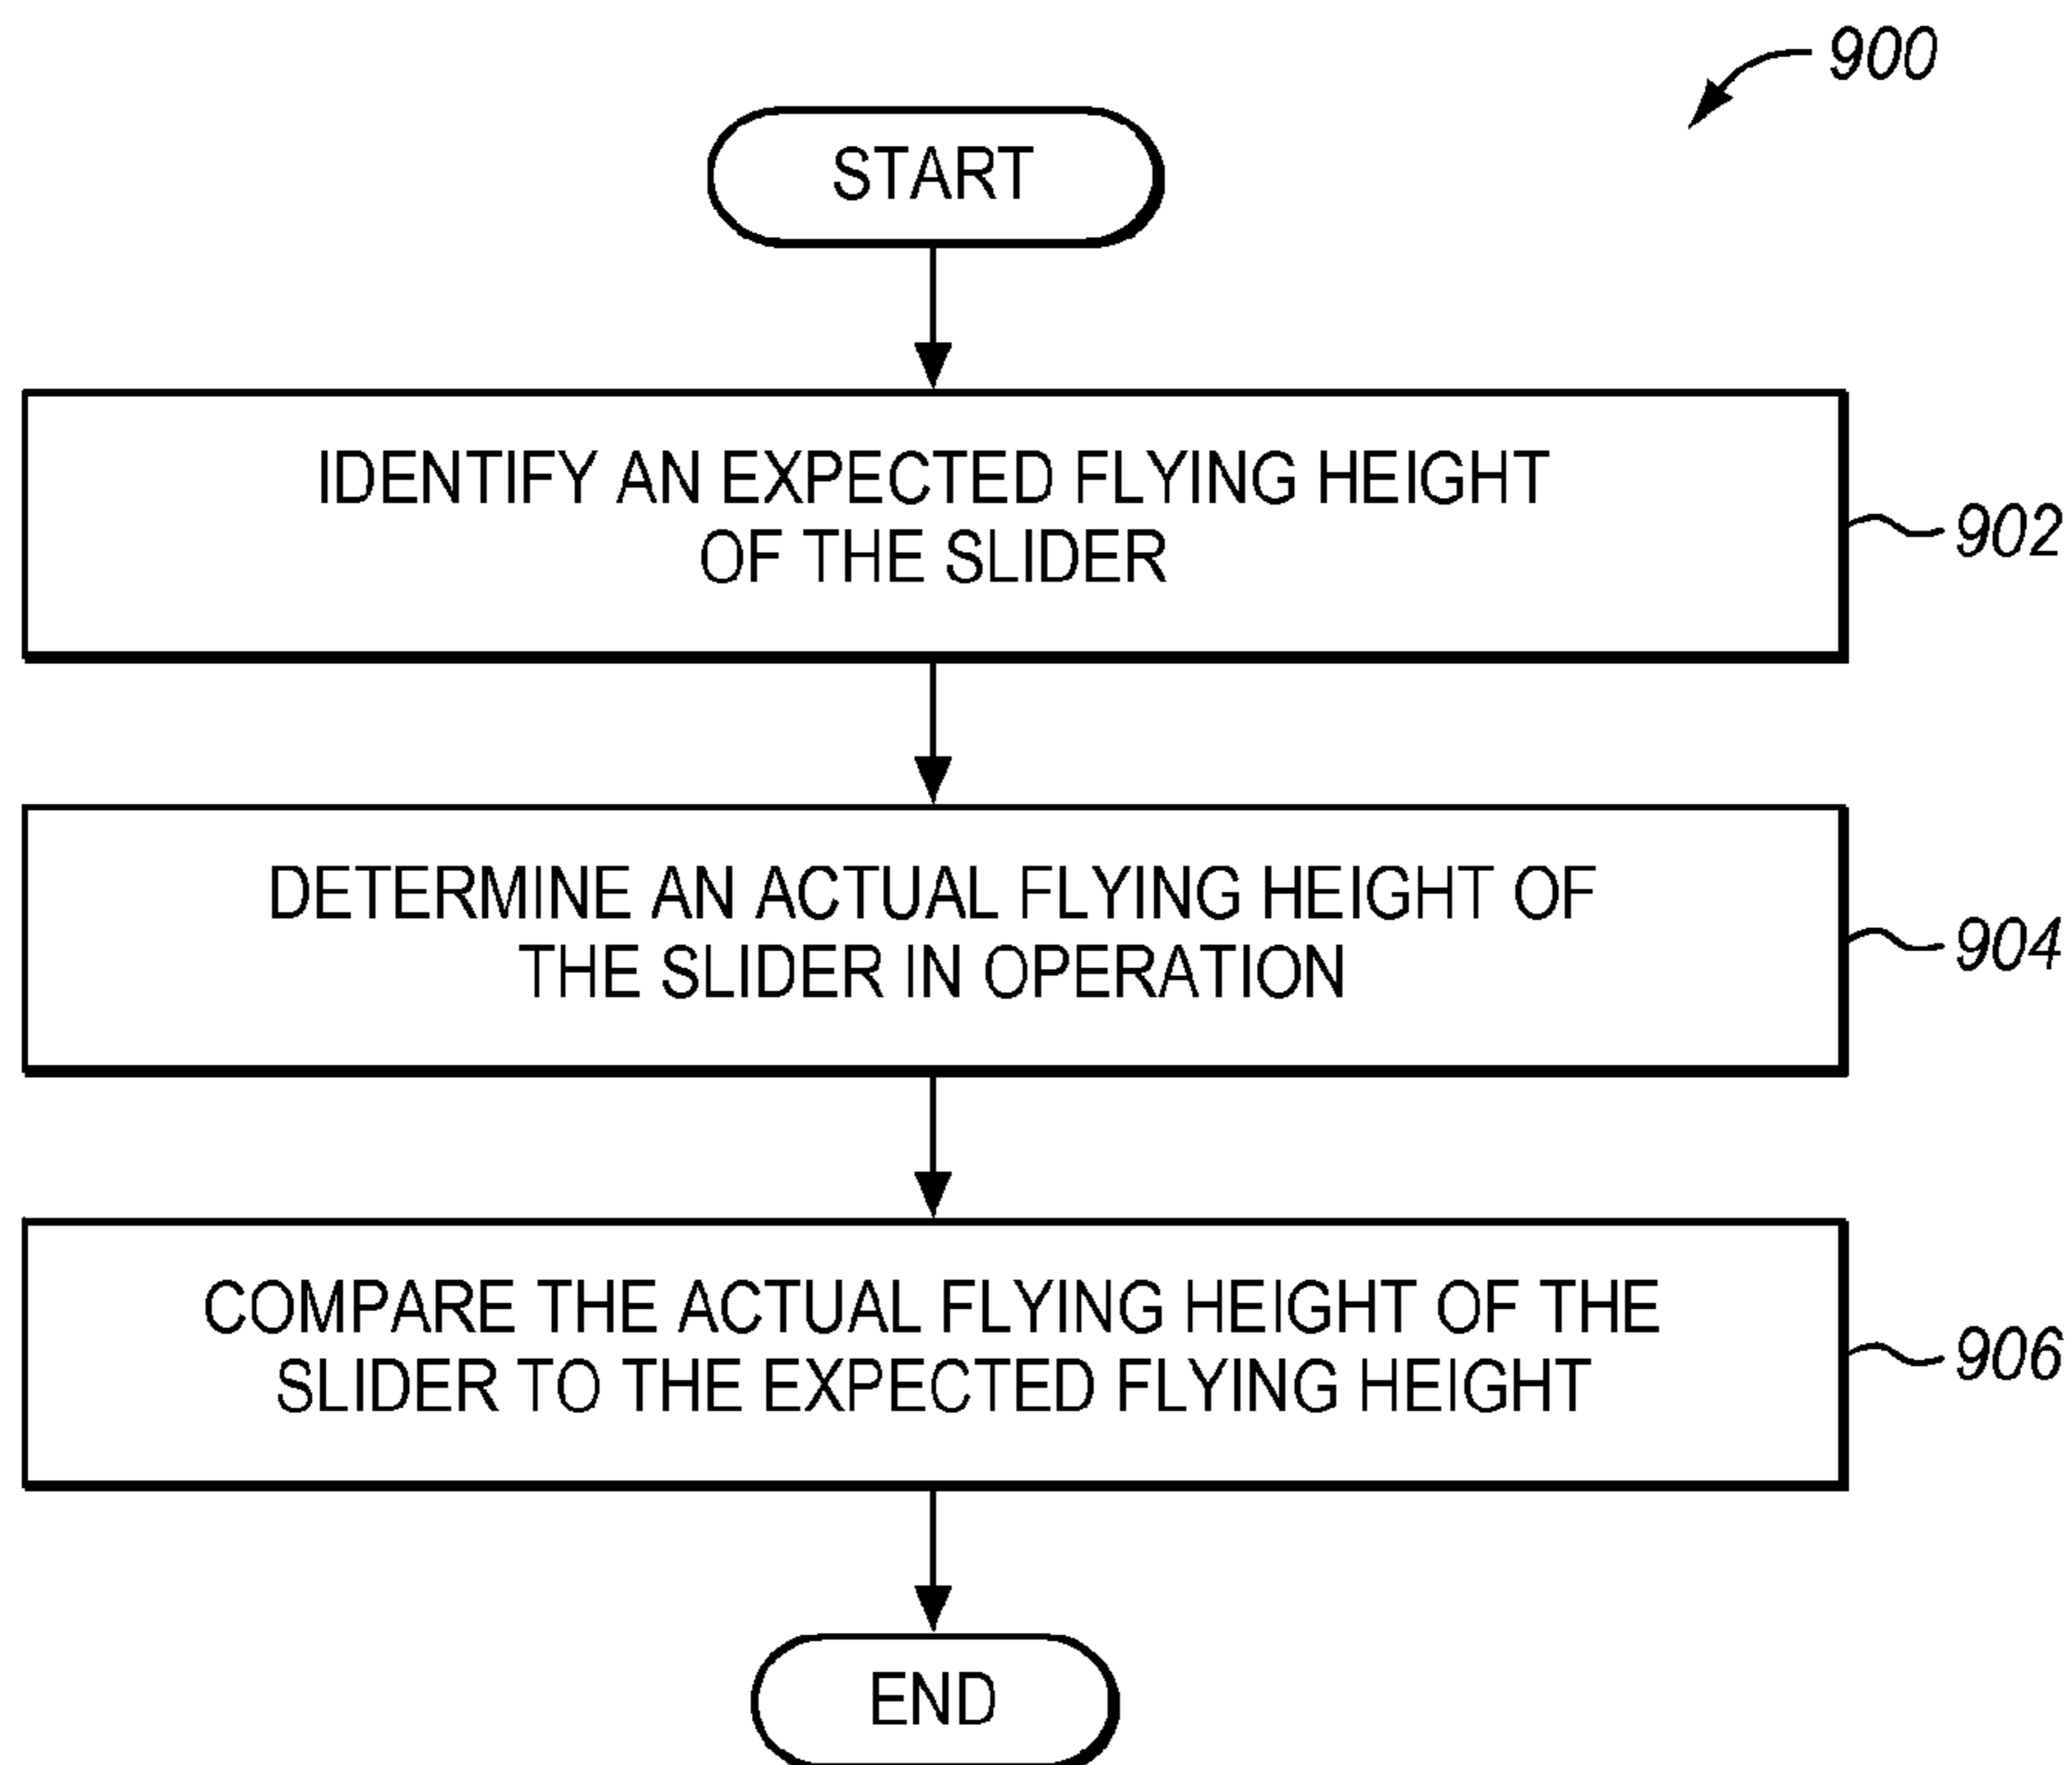 900
START
IDENTIFY AN EXPECTED FLYING HEIGHT
OF THE SLIDER
902
DETERMINE AN ACTUAL FLYING HEIGHT OF
THE SLIDER IN OPERATION
904
COMPARE THE ACTUAL FLYING HEIGHT OF THE
SLIDER TO THE EXPECTED FLYING HEIGHT
906
END